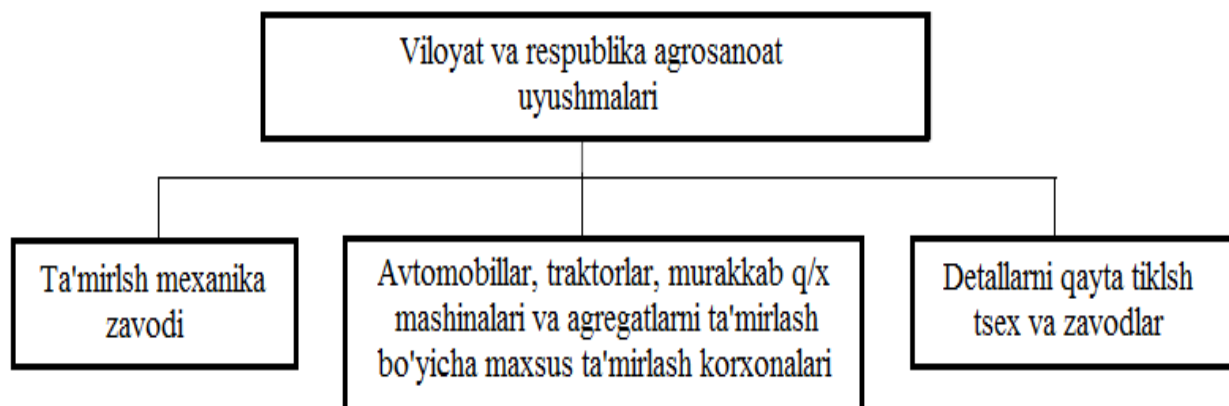 Viloyat va respublika agrosanoat
uyushmalari
Ta'mirlsh mexanika
zavodi
Avtomobillar, traktorlar, murakkab q/x
mashinalari va agregatlarni ta'mirlash
bo'yicha maxsus ta'mirlash korxonalari
Detallarni qayta tiklsh
tsex va zavodlar